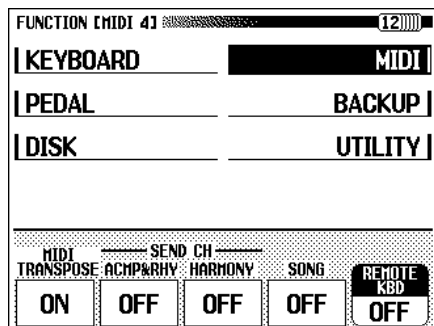 FUNCTION [MIDI 4] 12
KEYBOARD MIDI
PEDAL BACKUP
DISK UTILITY
MIDI TRANSPOSE SEND CH ACMP&RHY HARMONY SONG REMOTE KBD
ON OFF OFF OFF OFF